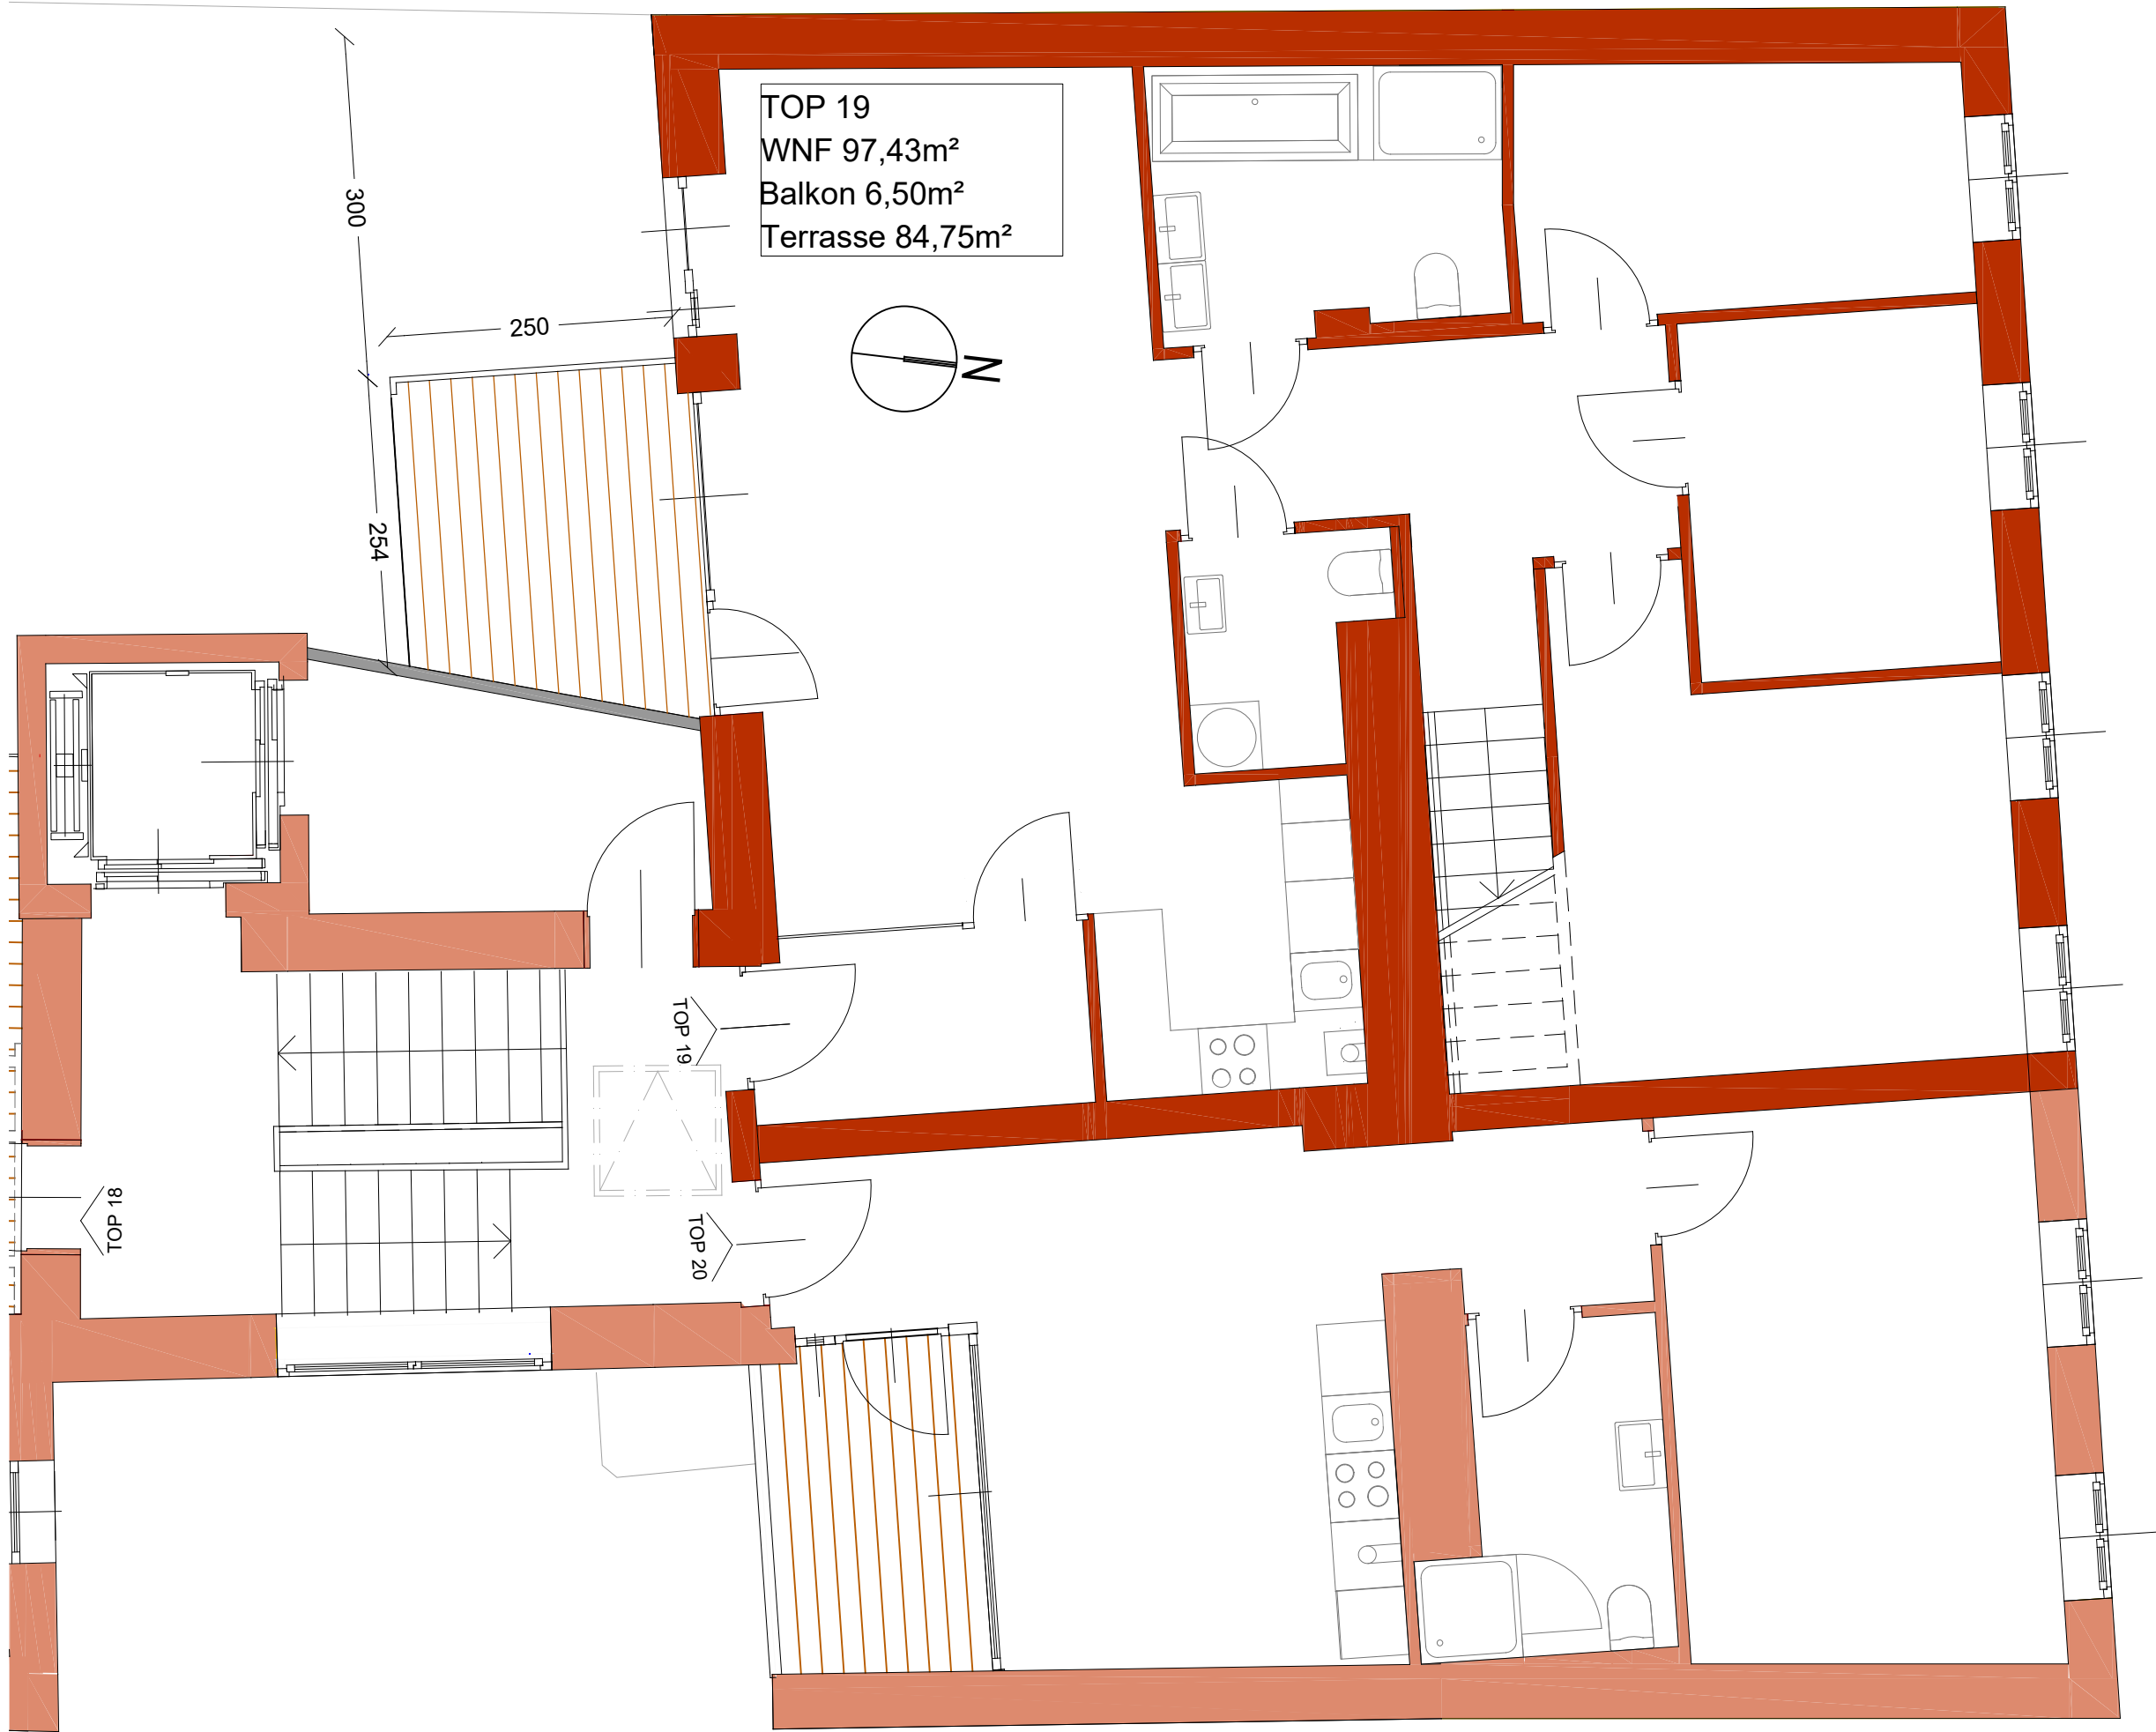 TOP 19
WNF 97,43m²
Balkon 6,50m²
Terrasse 84,75m²
300
250
N
254
TOP 19
TOP 18
TOP 20